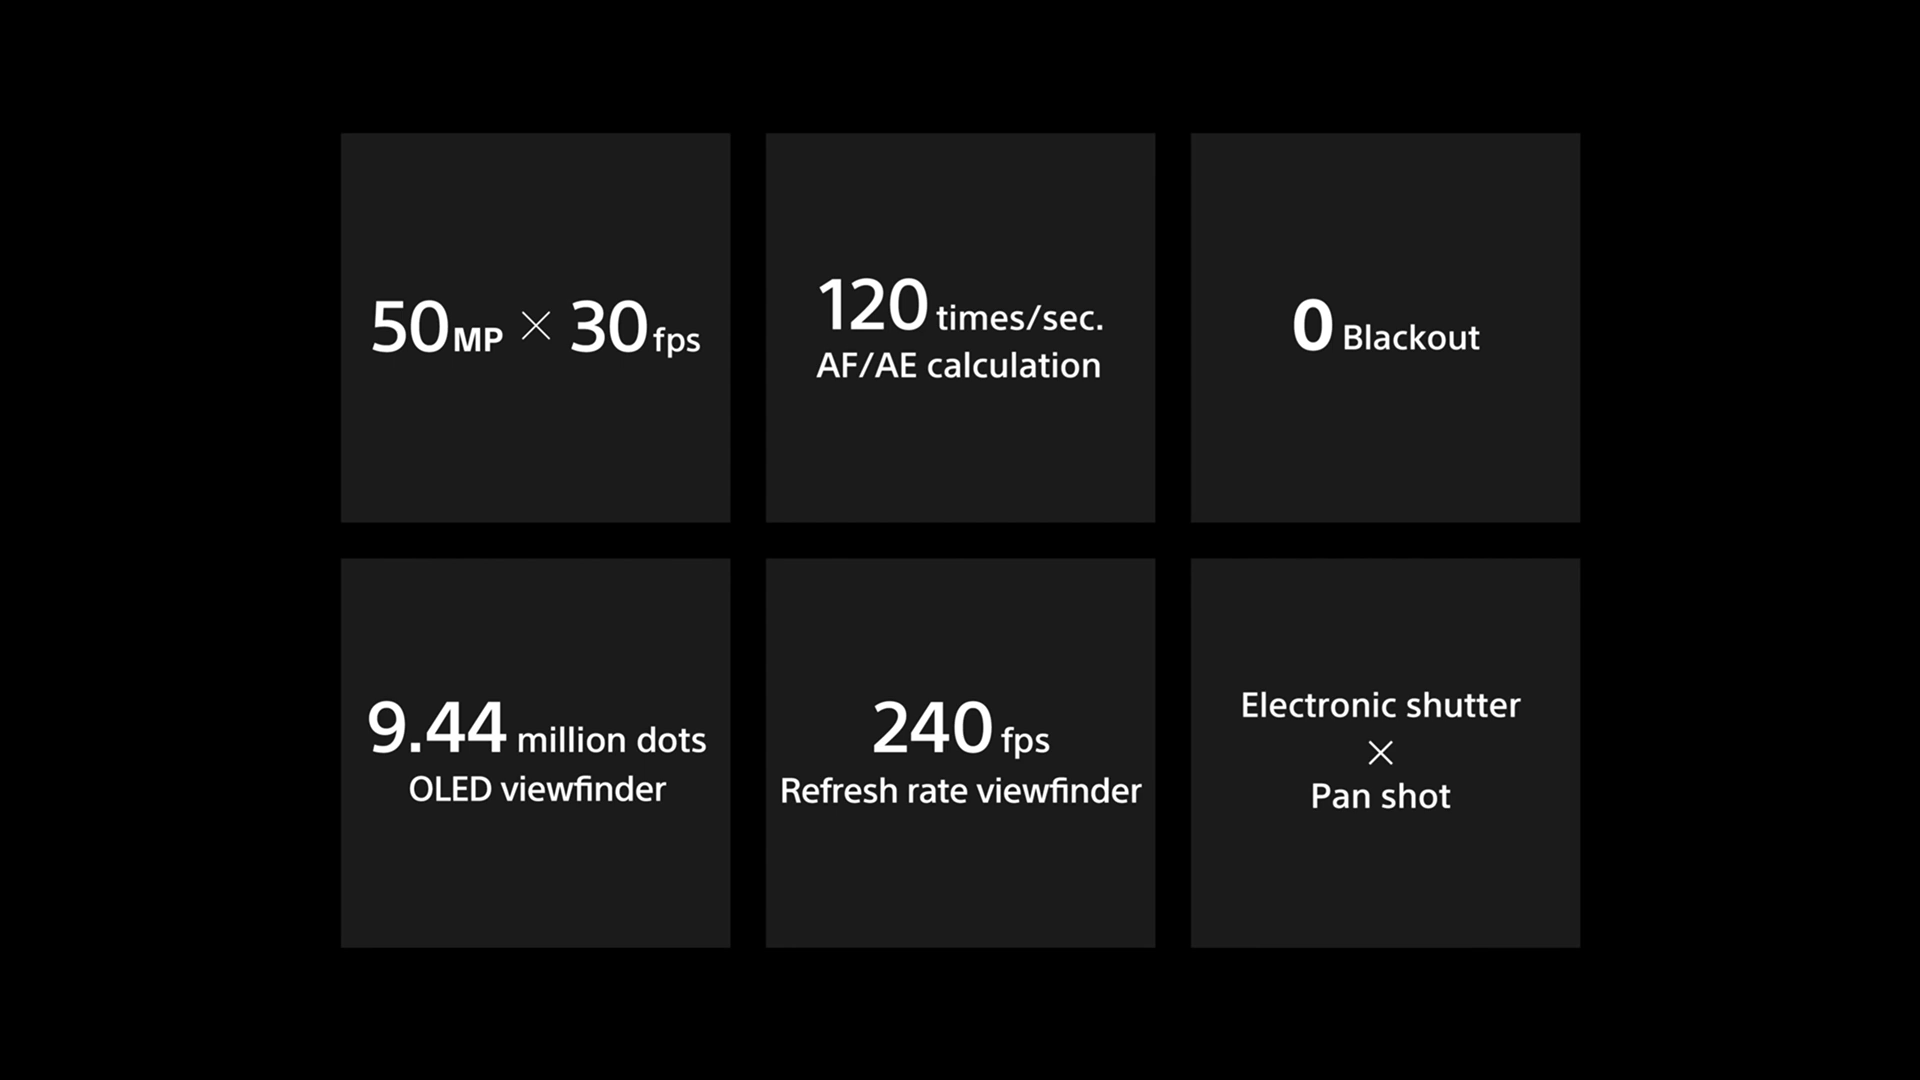 50MP × 30fps
120 times/sec.
AF/AE calculation
0 Blackout
9.44 million dots
OLED viewfinder
240 fps
Refresh rate viewfinder
Electronic shutter
×
Pan shot